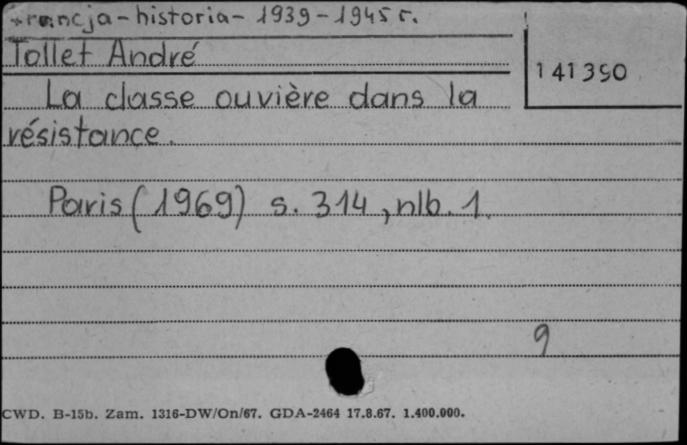 Francja - historia - 1939 - 1945 r.
Tollet André
141390
La classe ouvière dans la
résistance.
Paris (1969) s. 314, nlb. 1.
9
CWD. B-15b. Zam. 1316-DW/On/67. GDA-2464 17.8.67. 1.400.000.